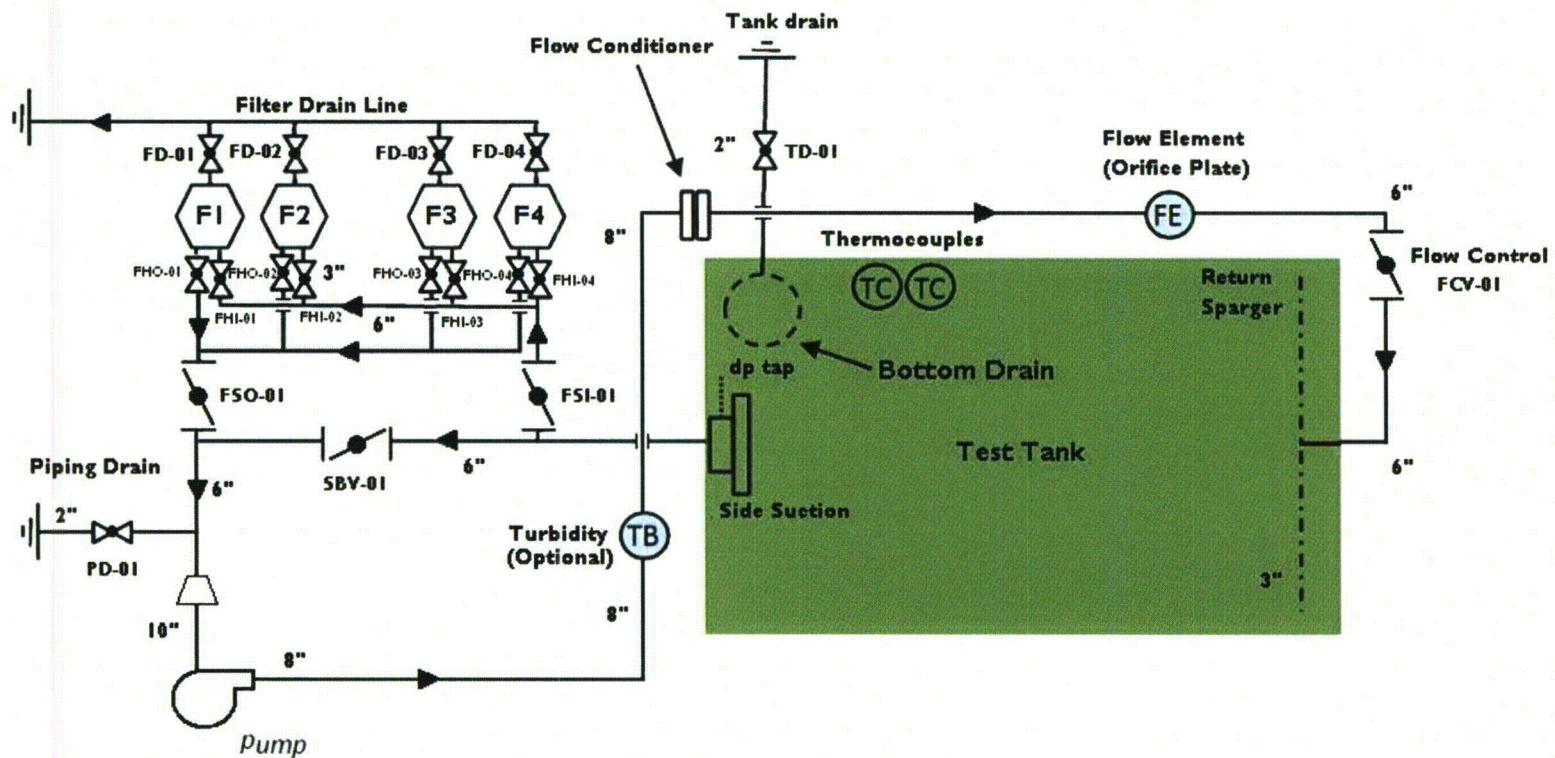 Tank drain
Flow Conditioner
Filter Drain Line
FD-01
FD-02
FD-03
FD-04
2"
TD-01
Flow Element
(Orifice Plate)
F1
F2
F3
F4
8"
FE
6"
Thermocouples
FHO-01
FHO-02
3"
FHO-03
FHO-04
FHI-04
TC
TC
Return
Sparger
Flow Control
FCV-01
FHI-01
FHI-02
6"
FHI-03
dp tap
Bottom Drain
FSO-01
FSI-01
Test Tank
Piping Drain
6"
6"
SBV-01
6"
Side Suction
2"
Turbidity
(Optional)
TB
PD-01
3"
10"
8"
8"
Pump